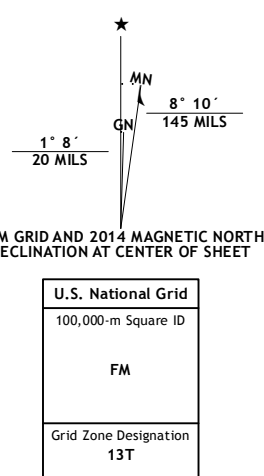 ★
MN
8° 10´
GN
145 MILS
1° 8´
20 MILS
M GRID AND 2014 MAGNETIC NORTH
ECLINATION AT CENTER OF SHEET
U.S. National Grid
100,000-m Square ID
FM
Grid Zone Designation
13T